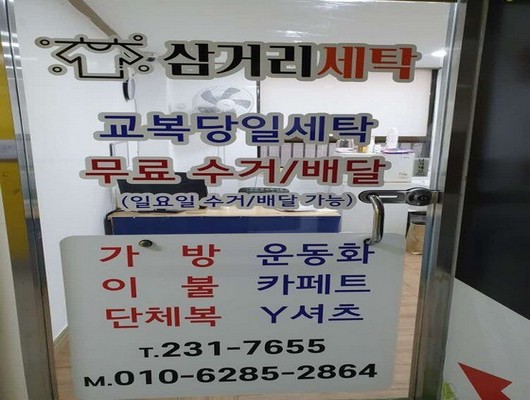 삼거리세탁
교복당일세탁
무료 수거/배달
(일요일 수거/배달 가능)
가 방 운동화
이 불 카페트
단체복 Y셔츠
T.231-7655
M.010-6285-2864